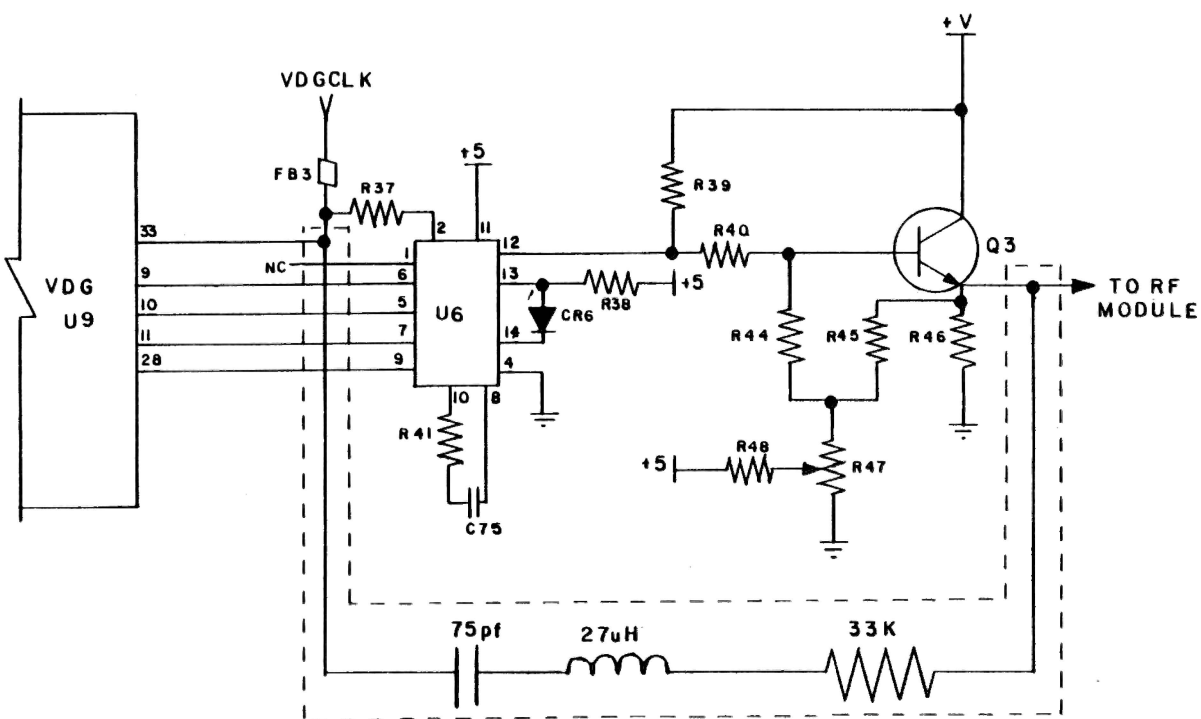 +V
VDGCLK
FB3
+5
R37
R39
33
2
11
12
R40
Q3
1
NC
9
6
13
+5
R38
VDG
U9
10
5
U6
CR6
TO RF
MODULE
11
7
14
R44
R45
R46
28
9
4
10
8
R41
R48
+5
R47
C75
75pf
27uH
33K